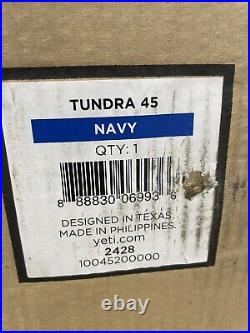 TUNDRA 45
NAVY
QTY: 1
8 88830 06993 6
DESIGNED IN TEXAS
MADE IN PHILIPPINES.
yeti.com
2428
10045200000